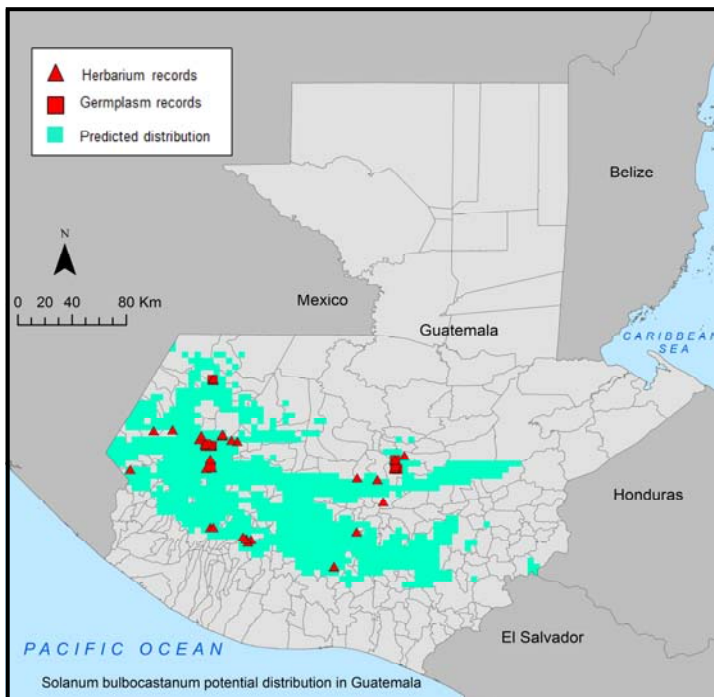 Herbarium records
Germplasm records
Predicted distribution
Belize
N
0 20 40 80 Km
Mexico
Guatemala
CARIBBEAN
SEA
Honduras
El Salvador
PACIFIC OCEAN
Solanum bulbocastanum potential distribution in Guatemala